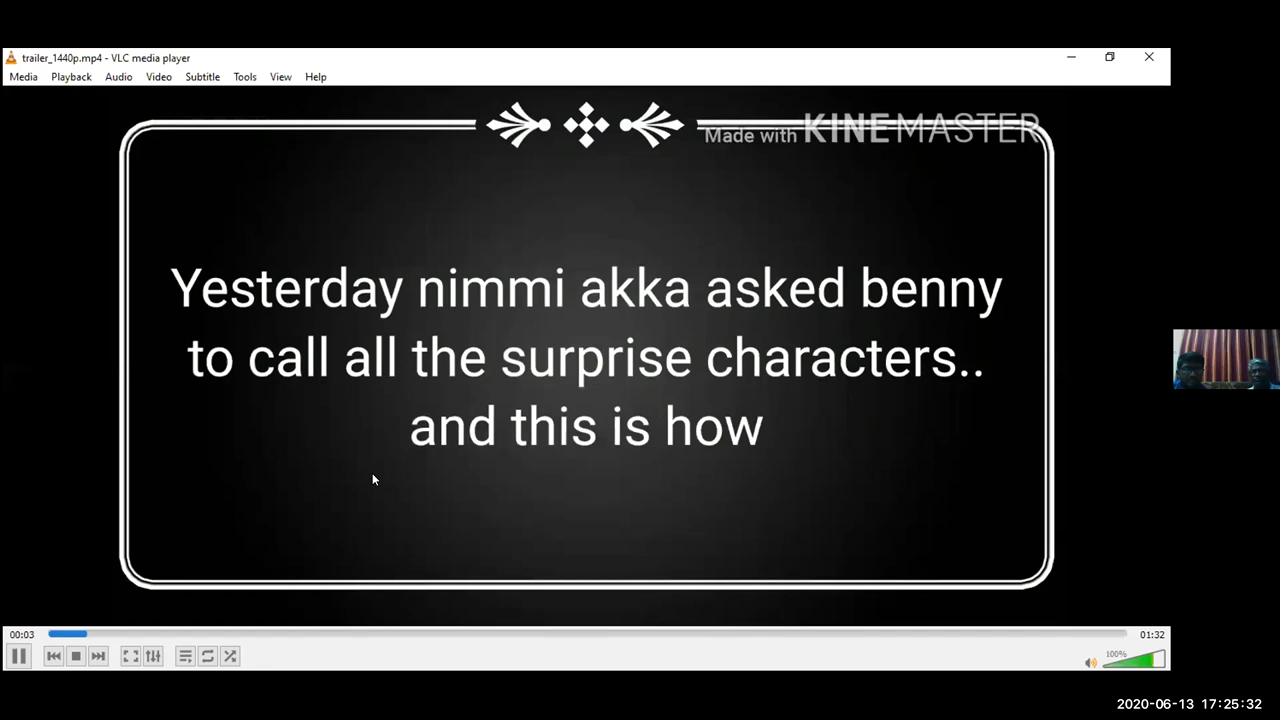 trailer_1440p.mp4 - VLC media player
Media Playback Audio Video Subtitle Tools View Help
Made with KINEMASTER
Yesterday nimmi akka asked benny
to call all the surprise characters..
and this is how
00:03
01:32
100%
2020-06-13 17:25:32